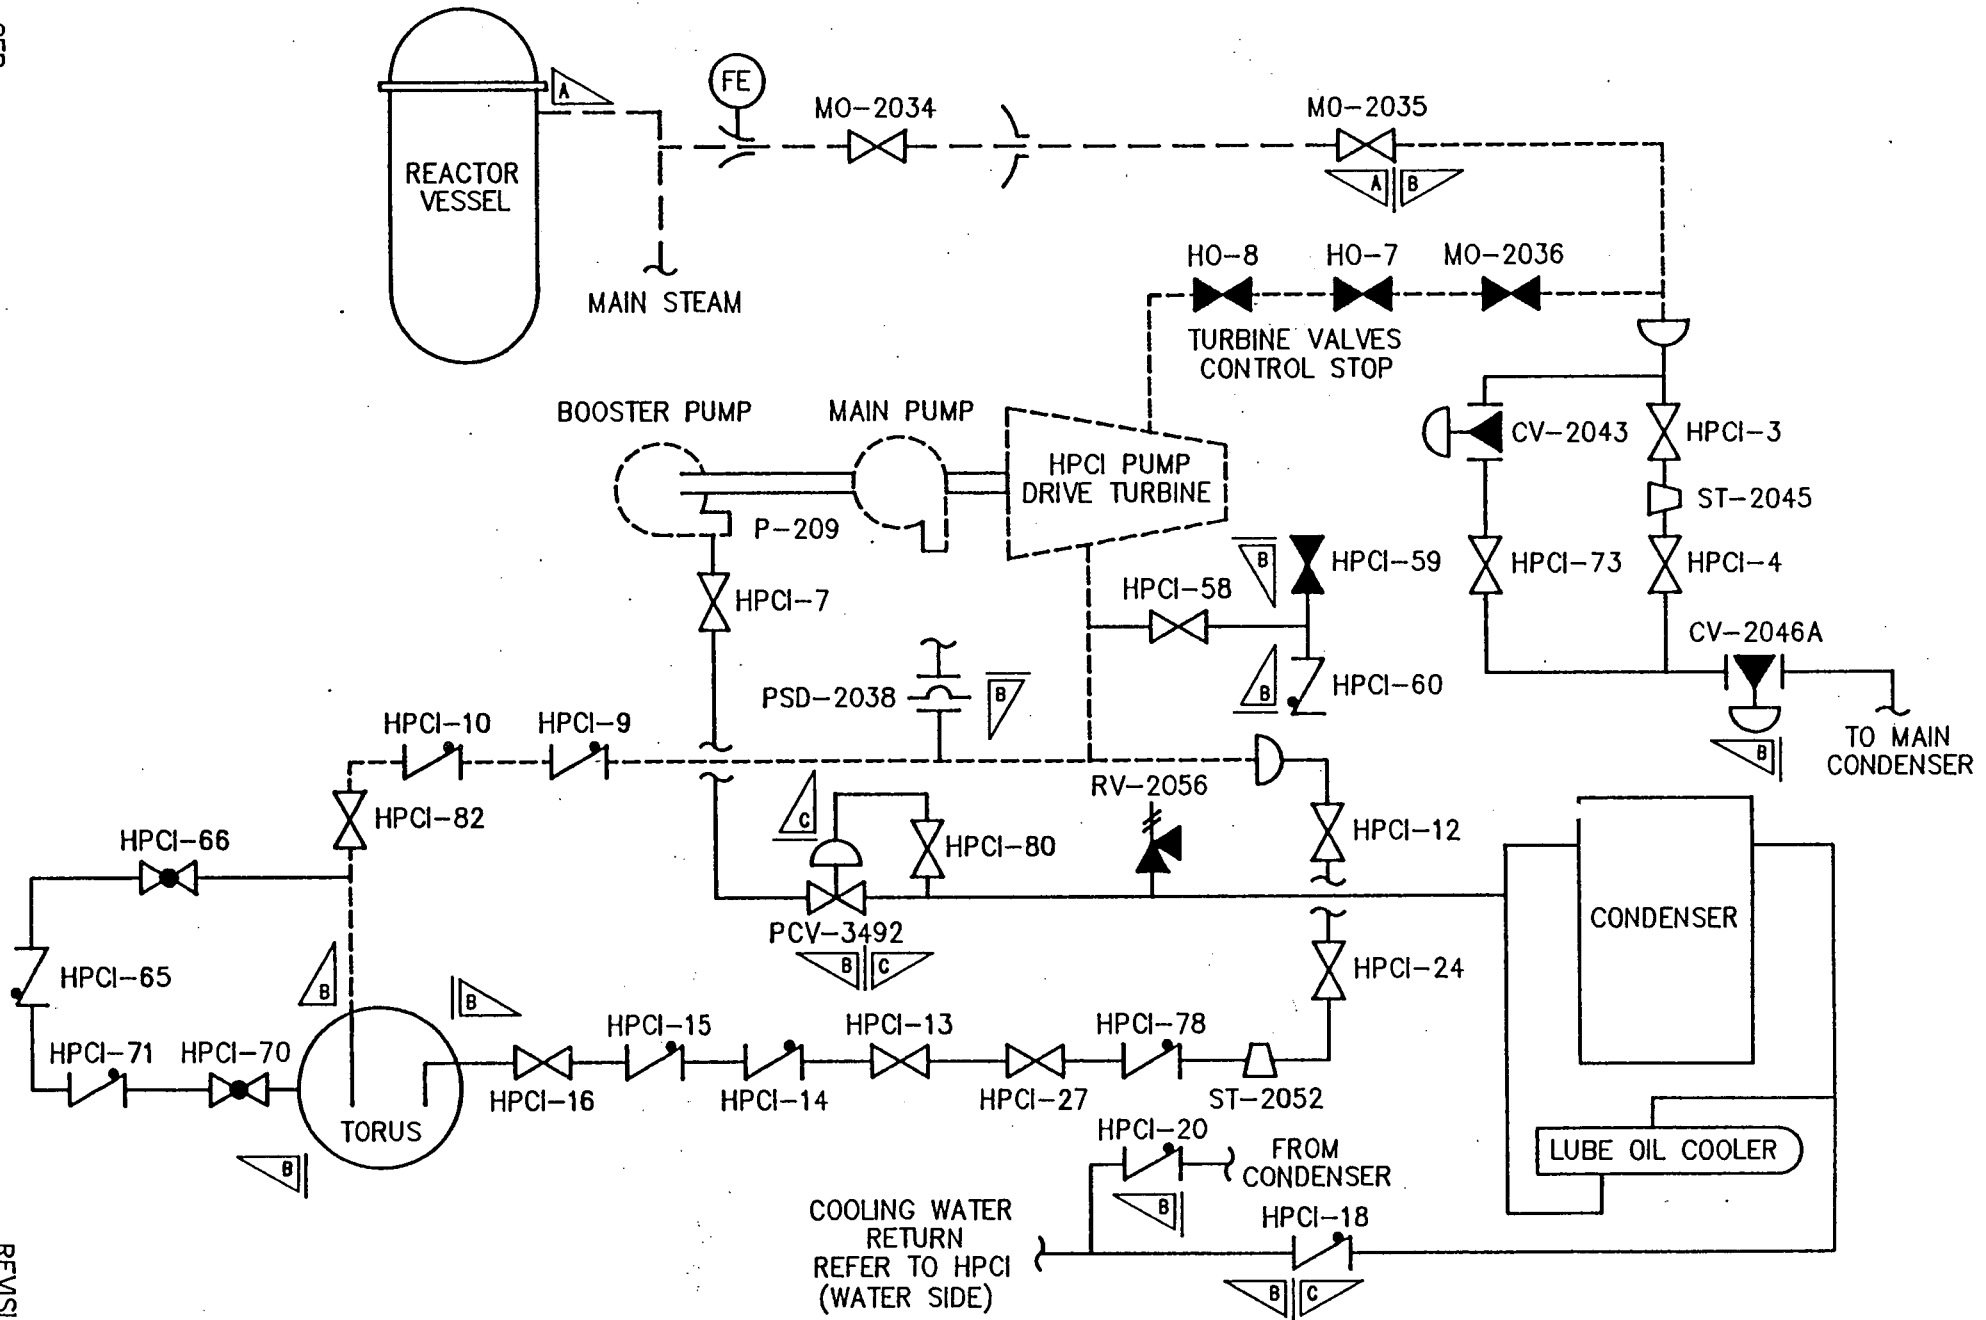 A
FE
MO-2034
MO-2035
REACTOR
VESSEL
A
B
MAIN STEAM
HO-8
HO-7
MO-2036
TURBINE VALVES
CONTROL STOP
BOOSTER PUMP
MAIN PUMP
HPCI PUMP
DRIVE TURBINE
CV-2043
HPCI-3
ST-2045
P-209
HPCI-7
HPCI-58
B
HPCI-59
HPCI-73
HPCI-4
CV-2046A
PSD-2038
B
B
HPCI-60
HPCI-10
HPCI-9
B
TO MAIN
CONDENSER
RV-2056
HPCI-82
C
HPCI-80
HPCI-12
HPCI-66
PCV-3492
CONDENSER
B
C
HPCI-65
B
B
HPCI-24
HPCI-71
HPCI-70
HPCI-15
HPCI-13
HPCI-78
HPCI-16
HPCI-14
HPCI-27
ST-2052
TORUS
B
HPCI-20
FROM
CONDENSER
LUBE OIL COOLER
B
COOLING WATER
RETURN
REFER TO HPCI
(WATER SIDE)
HPCI-18
B
C